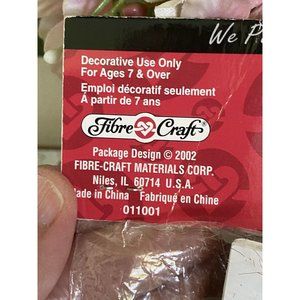 We
Decorative Use Only
For Ages 7 & Over
Emploi décoratif seulement
À partir de 7 ans
Fibre Craft®
Package Design © 2002
FIBRE-CRAFT MATERIALS CORP.
Niles, IL 60714 U.S.A.
Made in China Fabriqué en Chine
011001